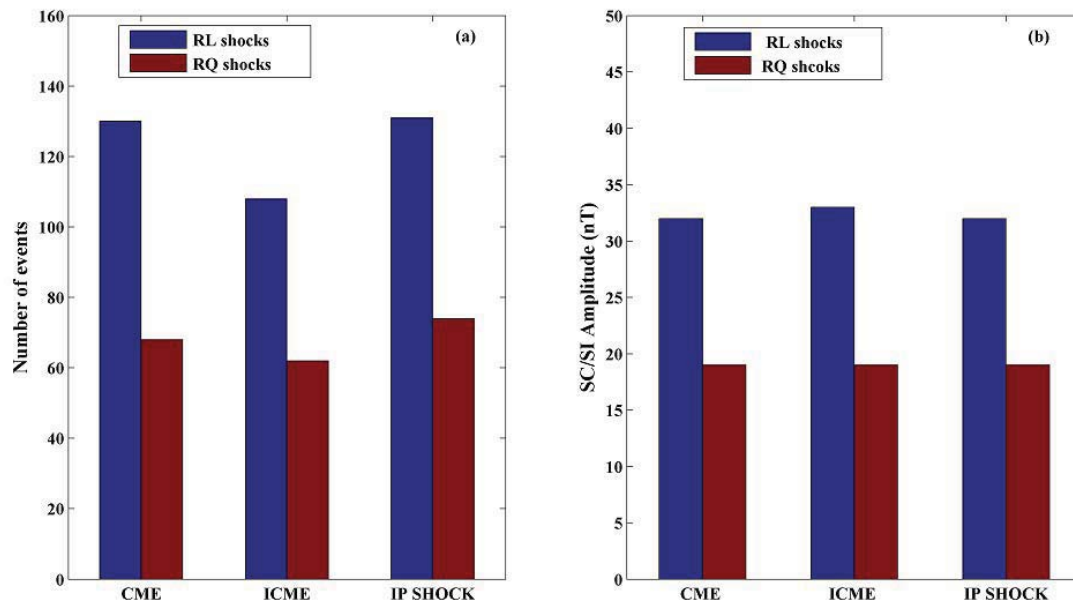 160
140
120
100
80
60
40
20
0
Number of events
RL shocks
RQ shocks
(a)
CME ICME IP SHOCK
50
45
40
35
30
25
20
15
10
5
0
SC/SI Amplitude (nT)
RL shocks
RQ shcoks
(b)
CME ICME IP SHOCK